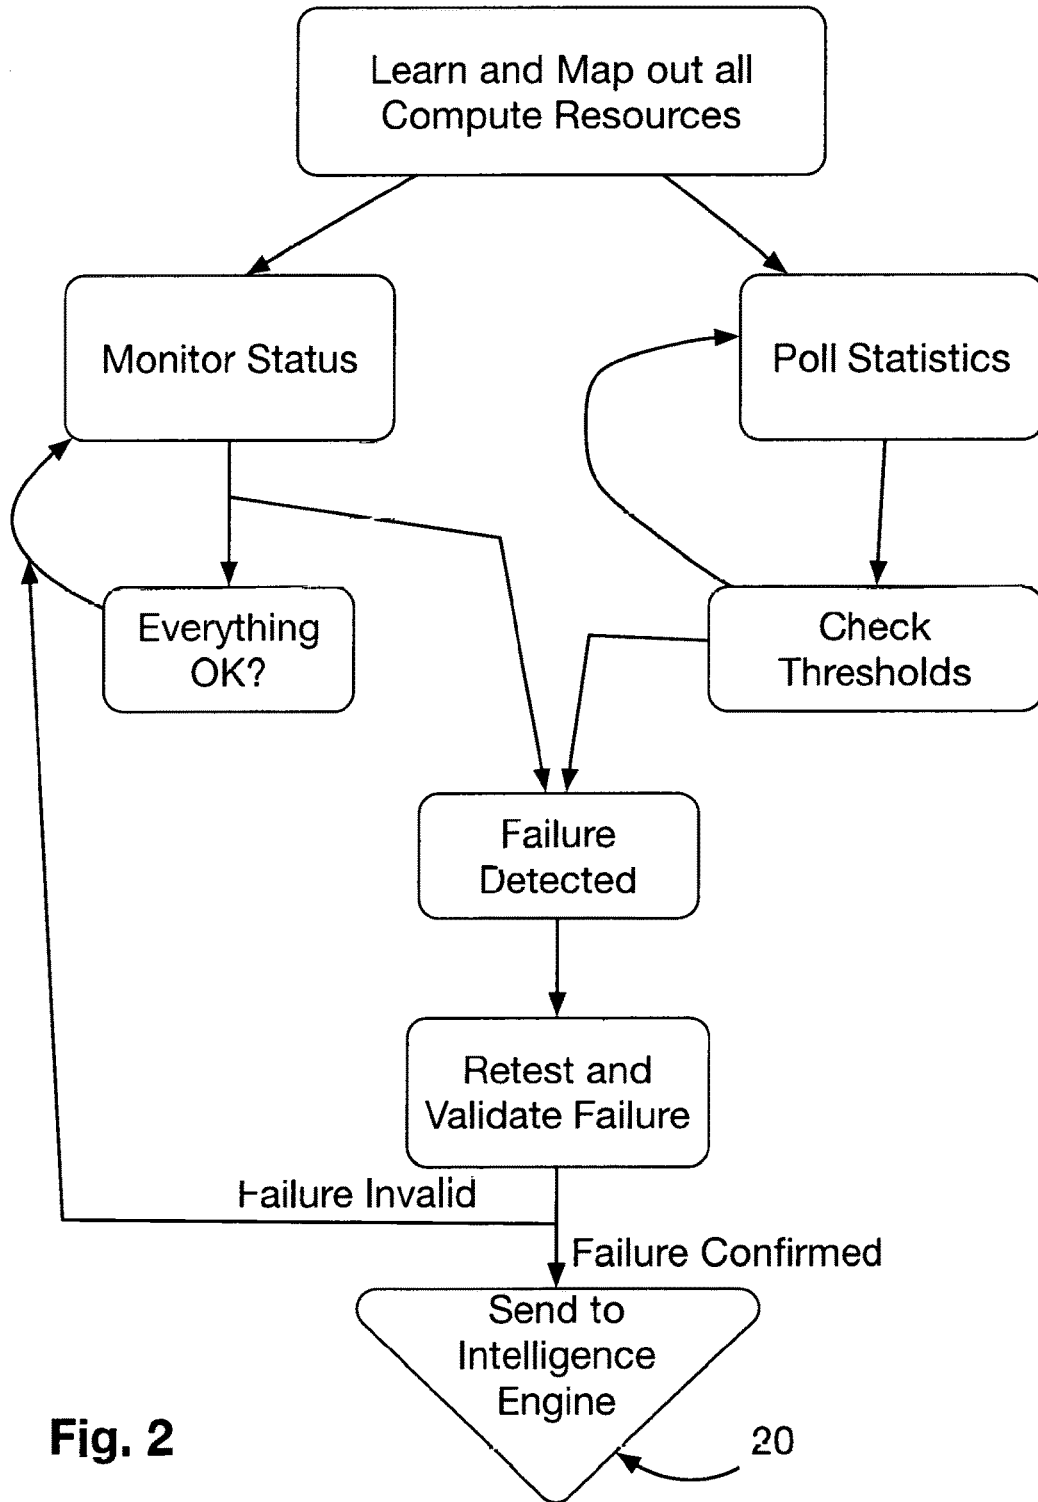 Learn and Map out all
Compute Resources
Monitor Status
Poll Statistics
Everything
OK?
Check
Thresholds
Failure
Detected
Retest and
Validate Failure
Failure Invalid
Failure Confirmed
Send to
Intelligence
Engine
Fig. 2
20